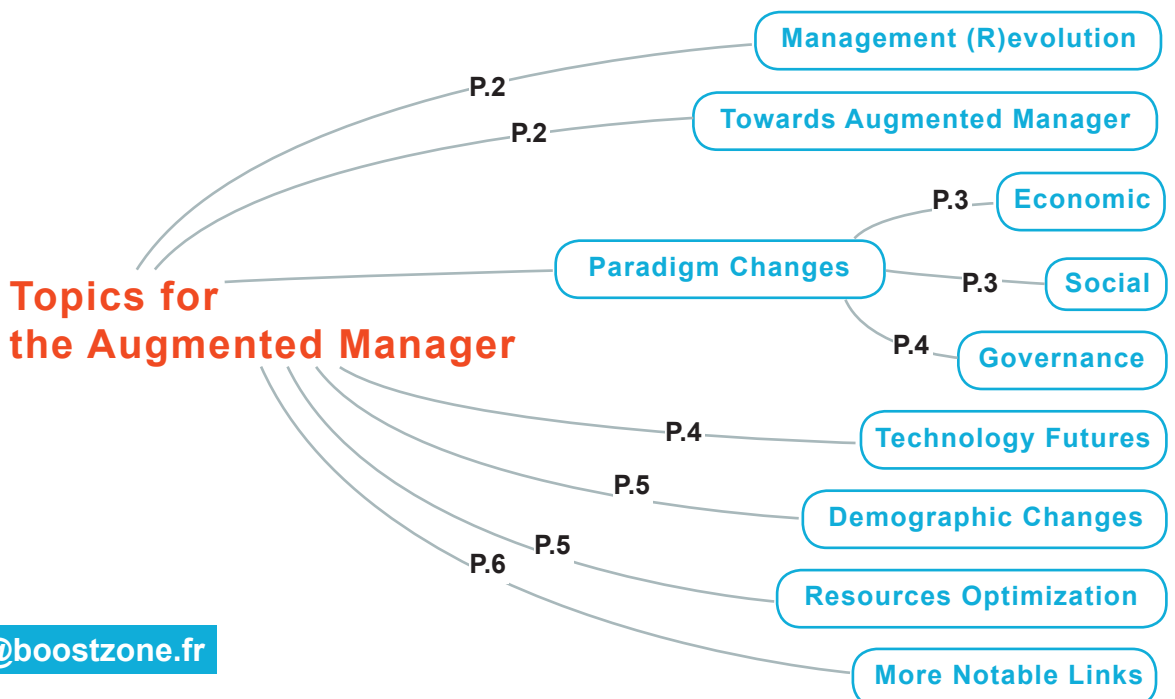 P.2
Management (R)evolution
P.2
Towards Augmented Manager
Topics for
the Augmented Manager
Paradigm Changes
P.3
Economic
P.3
Social
P.4
Governance
P.4
Technology Futures
P.5
Demographic Changes
P.5
Resources Optimization
P.6
More Notable Links
@boostzone.fr